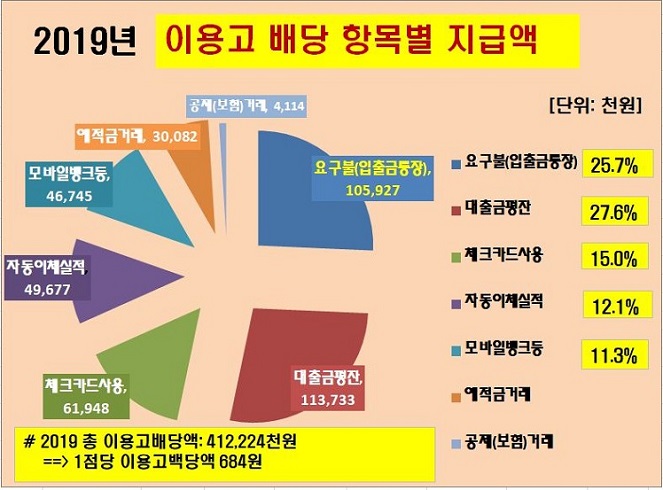 2019년 이용고 배당 항목별 지급액
[단위: 천원]
공제(보험)거래, 4,114
예적금거래, 30,082
모바일뱅크등,
46,745
자동이체실적,
49,677
체크카드사용,
61,948
요구불(입출금통장),
105,927
대출금평잔,
113,733
요구불(입출금통장) 25.7%
대출금평잔 27.6%
체크카드사용 15.0%
자동이체실적 12.1%
모바일뱅크등 11.3%
예적금거래
공제(보험)거래
# 2019 총 이용고배당액: 412,224천원
==> 1점당 이용고백당액 684원